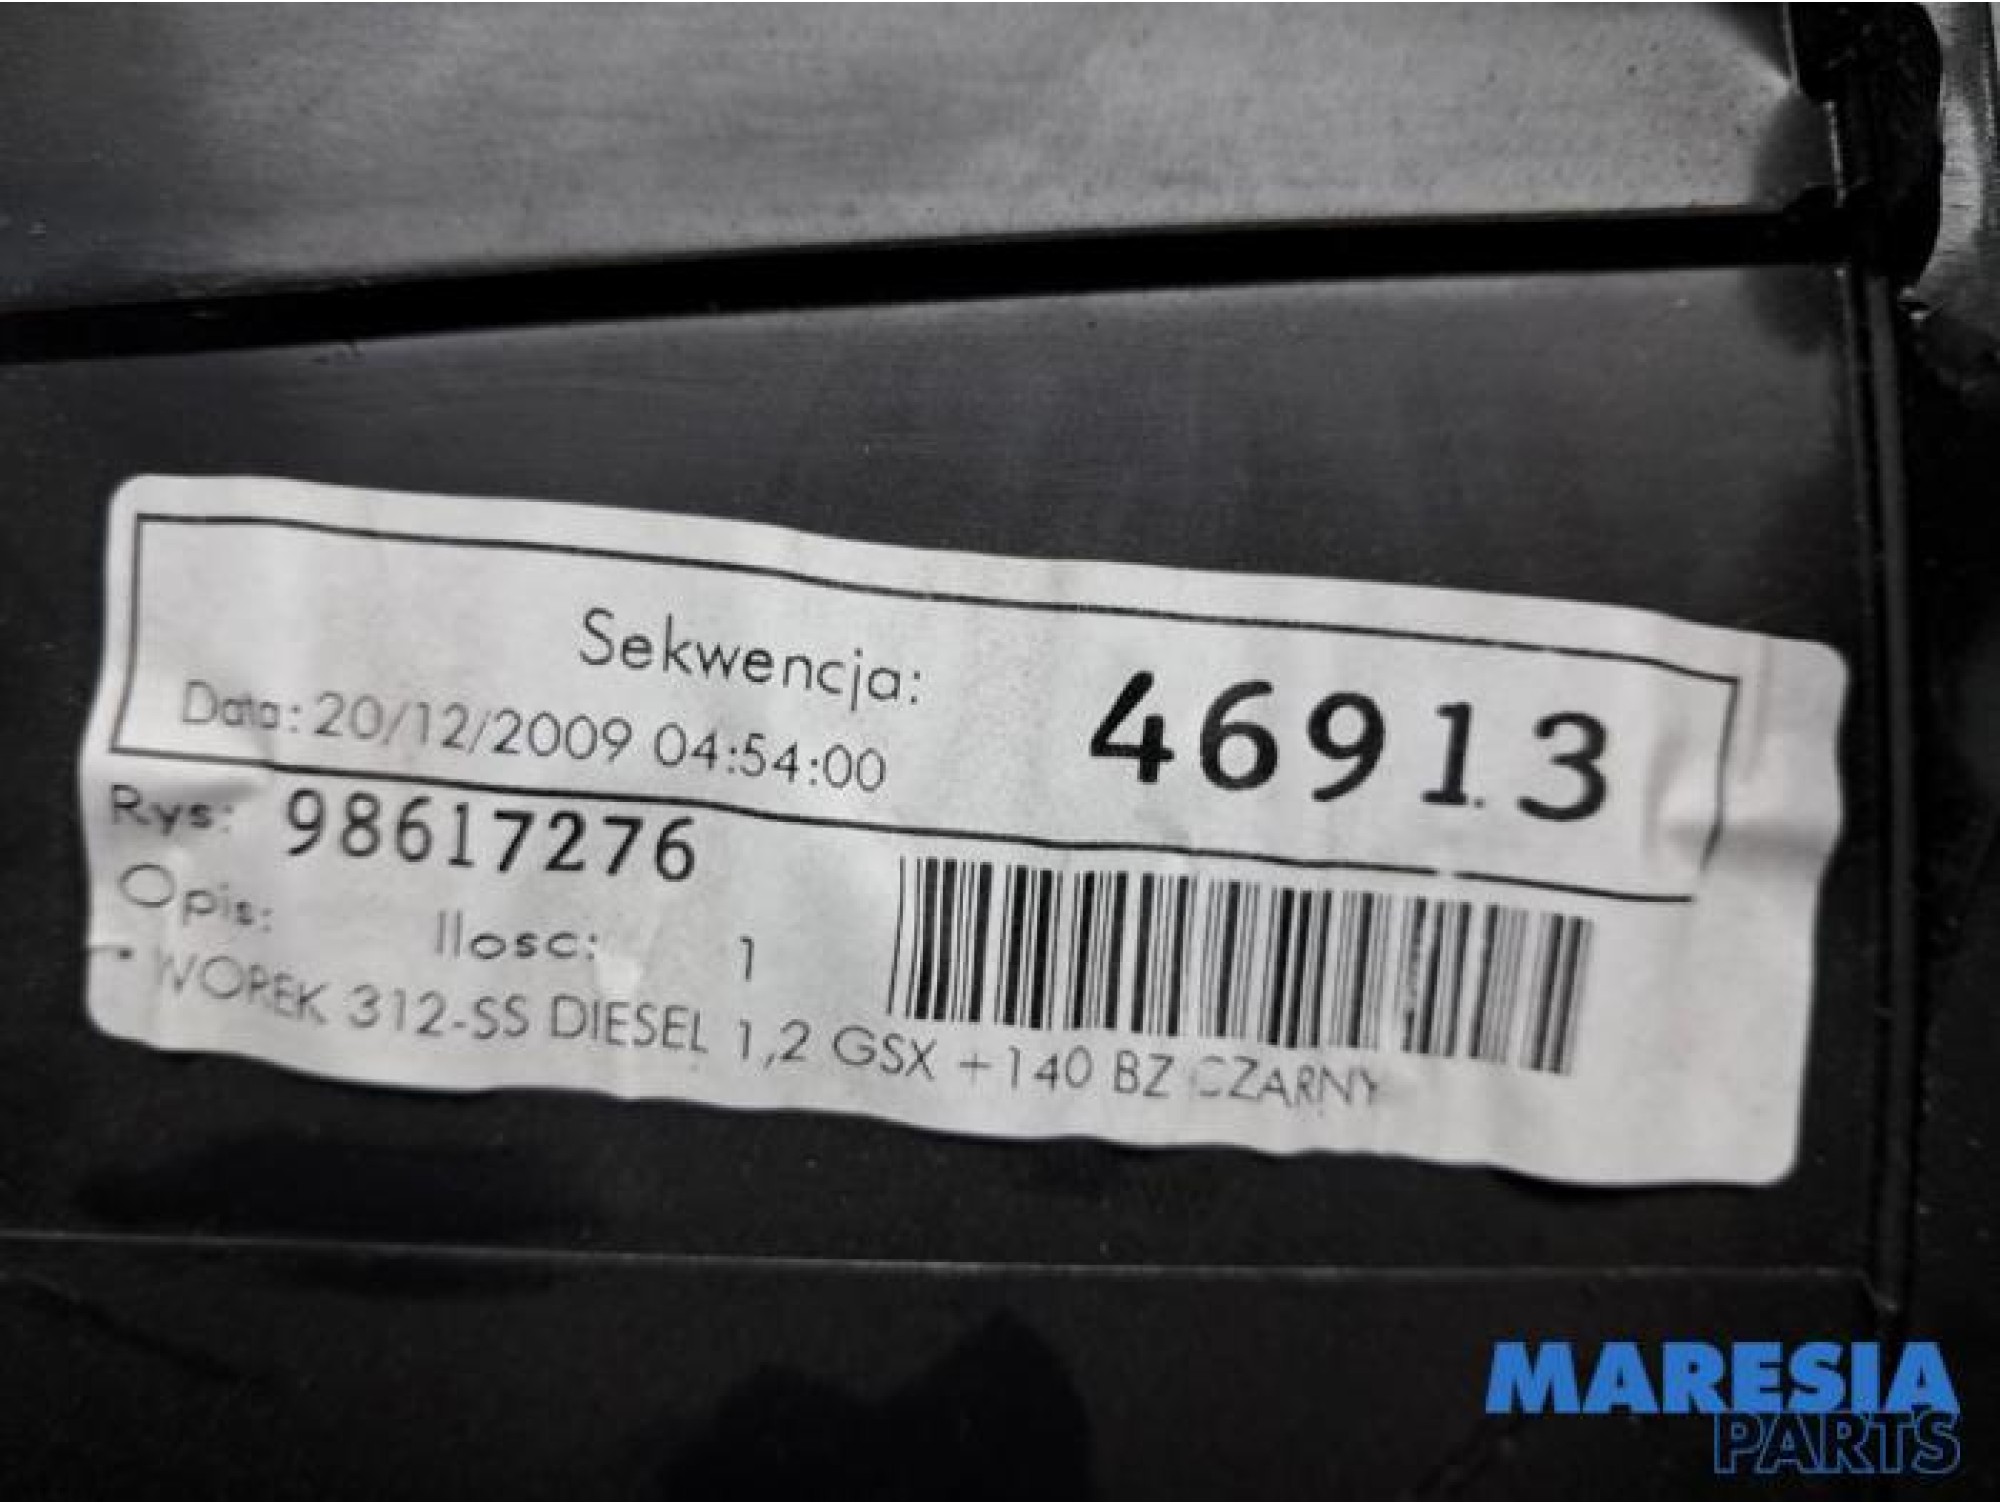 Sekwencja: 46913
Data: 20/12/2009 04:54:00
Rys: 98617276
Opis: Ilosc: 1
WOREK 312-SS DIESEL 1,2 GSX +140 BZ CZARNY
MARESIA
PARTS